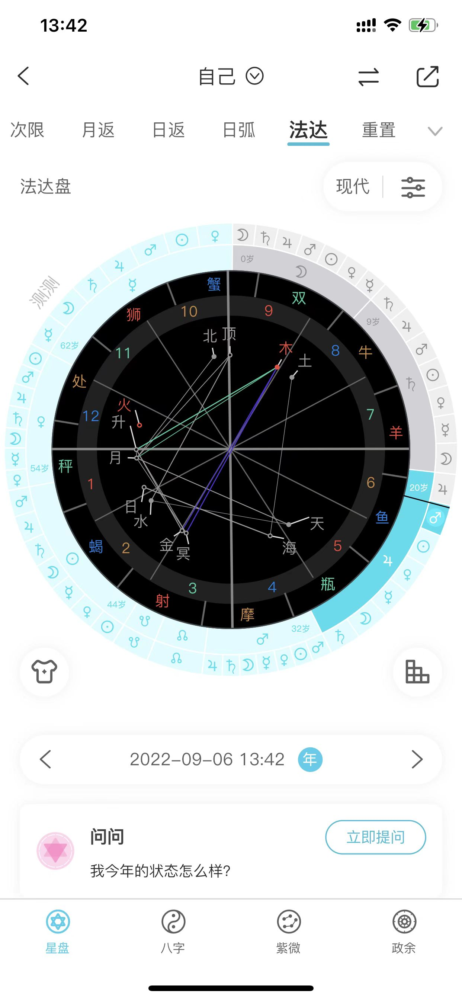 13:42
自己
次限 月返 日返 日弧 法达 重置
法达盘
现代
测测
0岁
9岁
20岁
32岁
44岁
54岁
62岁
蟹
双
牛
羊
鱼
瓶
摩
射
蝎
秤
处
狮
10
9
8
7
6
5
4
3
2
1
12
11
北 顶
木
土
火
升
月
日
水
金
冥
海
天
2022-09-06 13:42 年
问问
立即提问
我今年的状态怎么样?
星盘 八字 紫微 政余